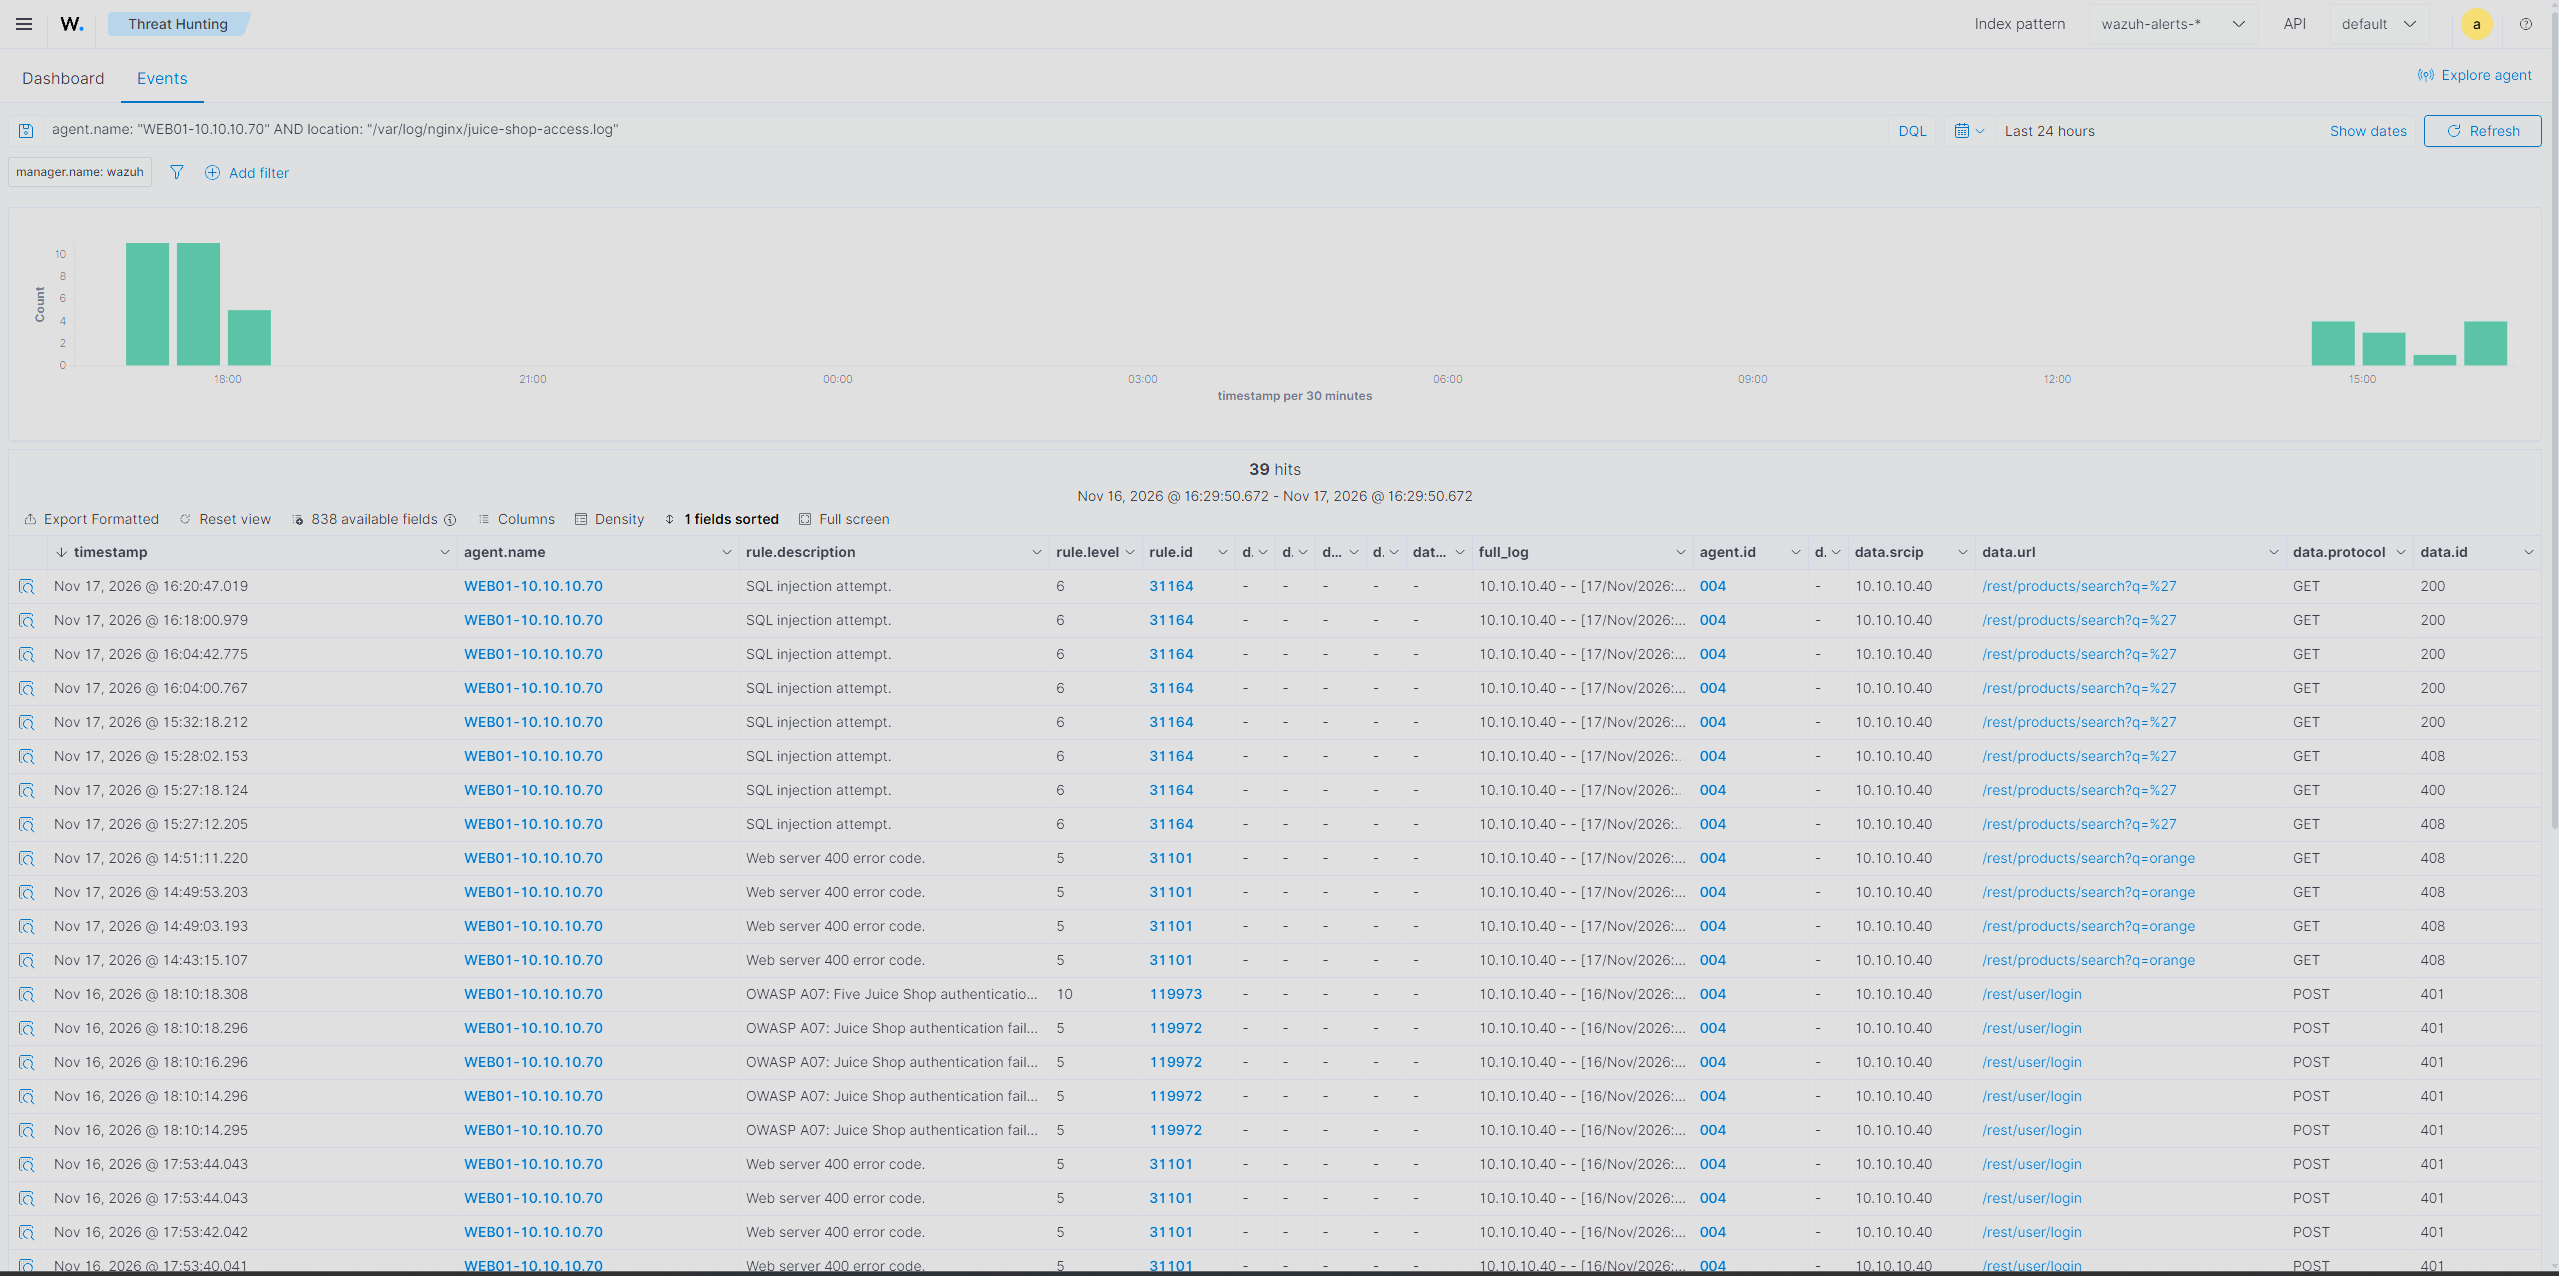 W. Threat Hunting Index pattern wazuh-alerts-* API default a
Dashboard Events Explore agent
agent.name: "WEB01-10.10.10.70" AND location: "/var/log/nginx/juice-shop-access.log" DQL Last 24 hours Show dates Refresh
manager.name: wazuh Add filter
Count
10
8
6
4
2
0
18:00 21:00 00:00 03:00 06:00 09:00 12:00 15:00
timestamp per 30 minutes
39 hits
Nov 16, 2026 @ 16:29:50.672 - Nov 17, 2026 @ 16:29:50.672
Export Formatted Reset view 838 available fields Columns Density 1 fields sorted Full screen
timestamp agent.name rule.description rule.level rule.id d. d. d... d. dat... full_log agent.id d. data.srcip data.url data.protocol data.id
Nov 17, 2026 @ 16:20:47.019 WEB01-10.10.10.70 SQL injection attempt. 6 31164 - - - - - 10.10.10.40 - - [17/Nov/2026:... 004 - 10.10.10.40 /rest/products/search?q=%27 GET 200
Nov 17, 2026 @ 16:18:00.979 WEB01-10.10.10.70 SQL injection attempt. 6 31164 - - - - - 10.10.10.40 - - [17/Nov/2026:... 004 - 10.10.10.40 /rest/products/search?q=%27 GET 200
Nov 17, 2026 @ 16:04:42.775 WEB01-10.10.10.70 SQL injection attempt. 6 31164 - - - - - 10.10.10.40 - - [17/Nov/2026:... 004 - 10.10.10.40 /rest/products/search?q=%27 GET 200
Nov 17, 2026 @ 16:04:00.767 WEB01-10.10.10.70 SQL injection attempt. 6 31164 - - - - - 10.10.10.40 - - [17/Nov/2026:... 004 - 10.10.10.40 /rest/products/search?q=%27 GET 200
Nov 17, 2026 @ 15:32:18.212 WEB01-10.10.10.70 SQL injection attempt. 6 31164 - - - - - 10.10.10.40 - - [17/Nov/2026:... 004 - 10.10.10.40 /rest/products/search?q=%27 GET 200
Nov 17, 2026 @ 15:28:02.153 WEB01-10.10.10.70 SQL injection attempt. 6 31164 - - - - - 10.10.10.40 - - [17/Nov/2026:... 004 - 10.10.10.40 /rest/products/search?q=%27 GET 408
Nov 17, 2026 @ 15:27:18.124 WEB01-10.10.10.70 SQL injection attempt. 6 31164 - - - - - 10.10.10.40 - - [17/Nov/2026:... 004 - 10.10.10.40 /rest/products/search?q=%27 GET 400
Nov 17, 2026 @ 15:27:12.205 WEB01-10.10.10.70 SQL injection attempt. 6 31164 - - - - - 10.10.10.40 - - [17/Nov/2026:... 004 - 10.10.10.40 /rest/products/search?q=%27 GET 408
Nov 17, 2026 @ 14:51:11.220 WEB01-10.10.10.70 Web server 400 error code. 5 31101 - - - - - 10.10.10.40 - - [17/Nov/2026:... 004 - 10.10.10.40 /rest/products/search?q=orange GET 408
Nov 17, 2026 @ 14:49:53.203 WEB01-10.10.10.70 Web server 400 error code. 5 31101 - - - - - 10.10.10.40 - - [17/Nov/2026:... 004 - 10.10.10.40 /rest/products/search?q=orange GET 408
Nov 17, 2026 @ 14:49:03.193 WEB01-10.10.10.70 Web server 400 error code. 5 31101 - - - - - 10.10.10.40 - - [17/Nov/2026:... 004 - 10.10.10.40 /rest/products/search?q=orange GET 408
Nov 17, 2026 @ 14:43:15.107 WEB01-10.10.10.70 Web server 400 error code. 5 31101 - - - - - 10.10.10.40 - - [17/Nov/2026:... 004 - 10.10.10.40 /rest/products/search?q=orange GET 408
Nov 16, 2026 @ 18:10:18.308 WEB01-10.10.10.70 OWASP A07: Five Juice Shop authenticatio... 10 119973 - - - - - 10.10.10.40 - - [16/Nov/2026:... 004 - 10.10.10.40 /rest/user/login POST 401
Nov 16, 2026 @ 18:10:18.296 WEB01-10.10.10.70 OWASP A07: Juice Shop authentication fail... 5 119972 - - - - - 10.10.10.40 - - [16/Nov/2026:... 004 - 10.10.10.40 /rest/user/login POST 401
Nov 16, 2026 @ 18:10:16.296 WEB01-10.10.10.70 OWASP A07: Juice Shop authentication fail... 5 119972 - - - - - 10.10.10.40 - - [16/Nov/2026:... 004 - 10.10.10.40 /rest/user/login POST 401
Nov 16, 2026 @ 18:10:14.296 WEB01-10.10.10.70 OWASP A07: Juice Shop authentication fail... 5 119972 - - - - - 10.10.10.40 - - [16/Nov/2026:... 004 - 10.10.10.40 /rest/user/login POST 401
Nov 16, 2026 @ 18:10:14.295 WEB01-10.10.10.70 OWASP A07: Juice Shop authentication fail... 5 119972 - - - - - 10.10.10.40 - - [16/Nov/2026:... 004 - 10.10.10.40 /rest/user/login POST 401
Nov 16, 2026 @ 17:53:44.043 WEB01-10.10.10.70 Web server 400 error code. 5 31101 - - - - - 10.10.10.40 - - [16/Nov/2026:... 004 - 10.10.10.40 /rest/user/login POST 401
Nov 16, 2026 @ 17:53:44.043 WEB01-10.10.10.70 Web server 400 error code. 5 31101 - - - - - 10.10.10.40 - - [16/Nov/2026:... 004 - 10.10.10.40 /rest/user/login POST 401
Nov 16, 2026 @ 17:53:42.042 WEB01-10.10.10.70 Web server 400 error code. 5 31101 - - - - - 10.10.10.40 - - [16/Nov/2026:... 004 - 10.10.10.40 /rest/user/login POST 401
Nov 16, 2026 @ 17:53:40.041 WEB01-10.10.10.70 Web server 400 error code. 5 31101 - - - - - 10.10.10.40 - - [16/Nov/2026:... 004 - 10.10.10.40 /rest/user/login POST 401